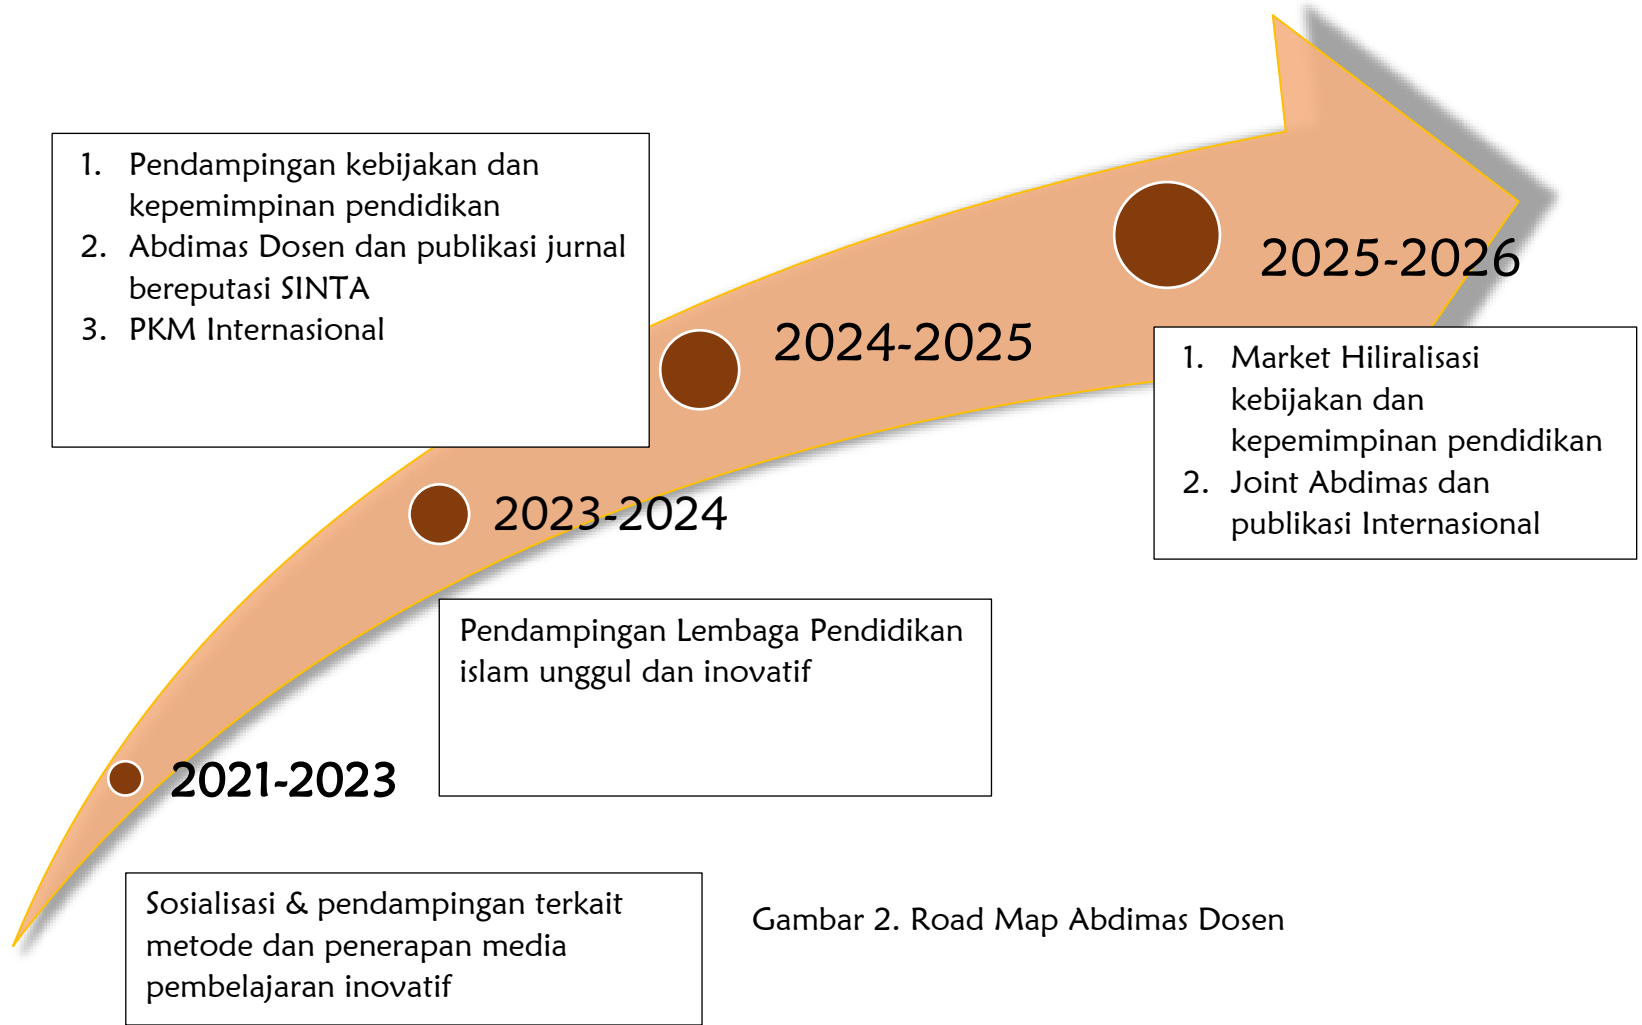 1. Pendampingan kebijakan dan
kepemimpinan pendidikan
2. Abdimas Dosen dan publikasi jurnal
bereputasi SINTA
3. PKM Internasional
2025-2026
2024-2025
1. Market Hiliralisasi
kebijakan dan
kepemimpinan pendidikan
2. Joint Abdimas dan
publikasi Internasional
2023-2024
Pendampingan Lembaga Pendidikan
islam unggul dan inovatif
2021-2023
Sosialisasi & pendampingan terkait
metode dan penerapan media
pembelajaran inovatif
Gambar 2. Road Map Abdimas Dosen